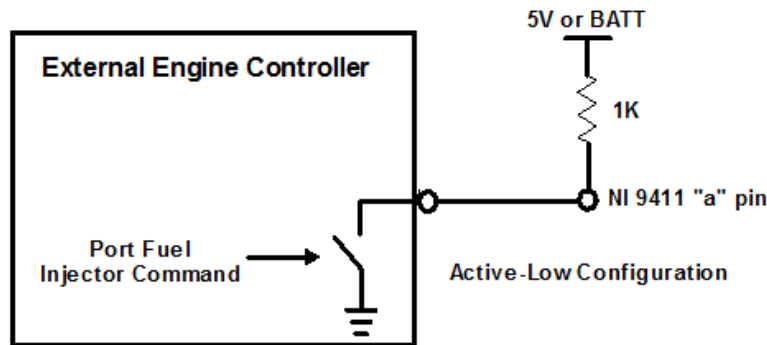 5V or BATT
External Engine Controller
1K
NI 9411 "a" pin
Port Fuel
Injector Command
Active-Low Configuration